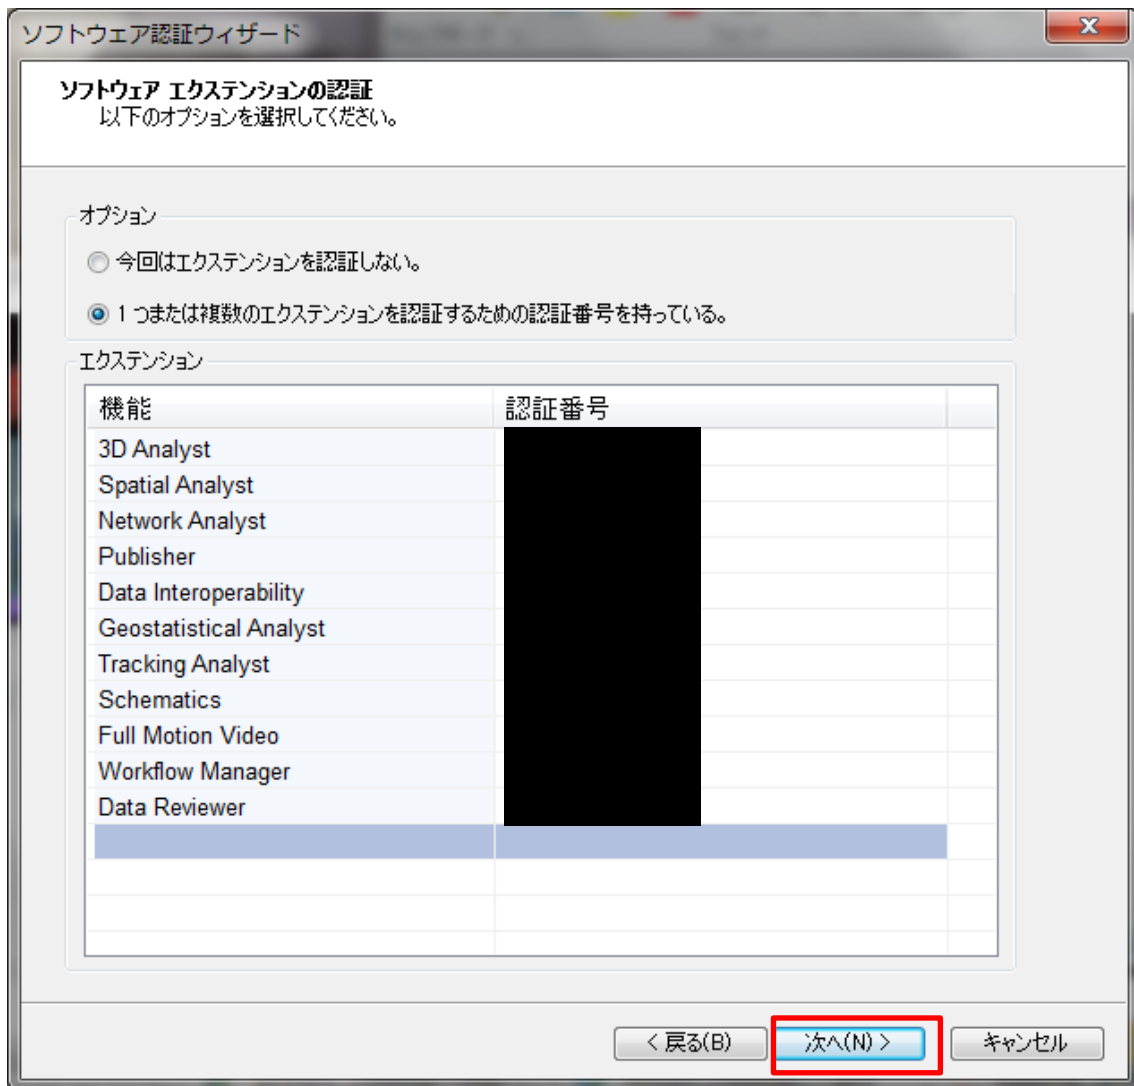 ソフトウェア認証ウィザード
ソフトウェア エクステンションの認証
以下のオプションを選択してください。
オプション
今回はエクステンションを認証しない。
1 つまたは複数のエクステンションを認証するための認証番号を持っている。
エクステンション
機能 認証番号
3D Analyst
Spatial Analyst
Network Analyst
Publisher
Data Interoperability
Geostatistical Analyst
Tracking Analyst
Schematics
Full Motion Video
Workflow Manager
Data Reviewer
< 戻る(B) 次へ(N) > キャンセル